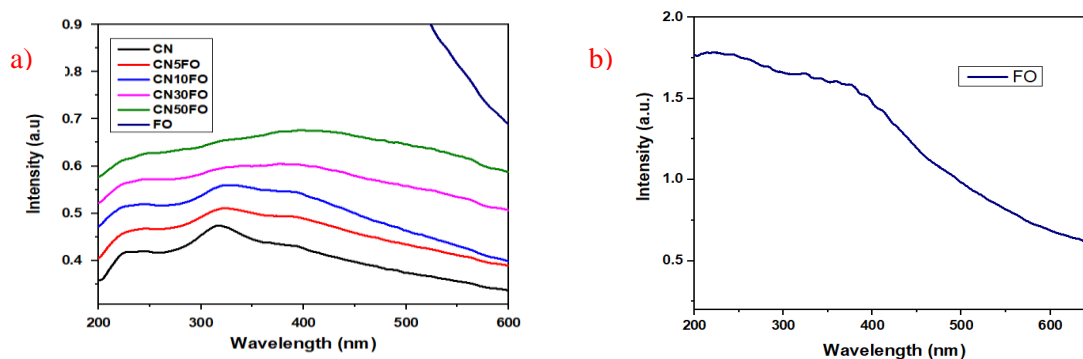 a)
Intensity (a.u)
0.9
0.8
0.7
0.6
0.5
0.4
CN
CN5FO
CN10FO
CN30FO
CN50FO
FO
200
300
400
500
600
Wavelength (nm)
b)
Intensity (a.u.)
2.0
1.5
1.0
0.5
FO
200
300
400
500
600
Wavelength (nm)